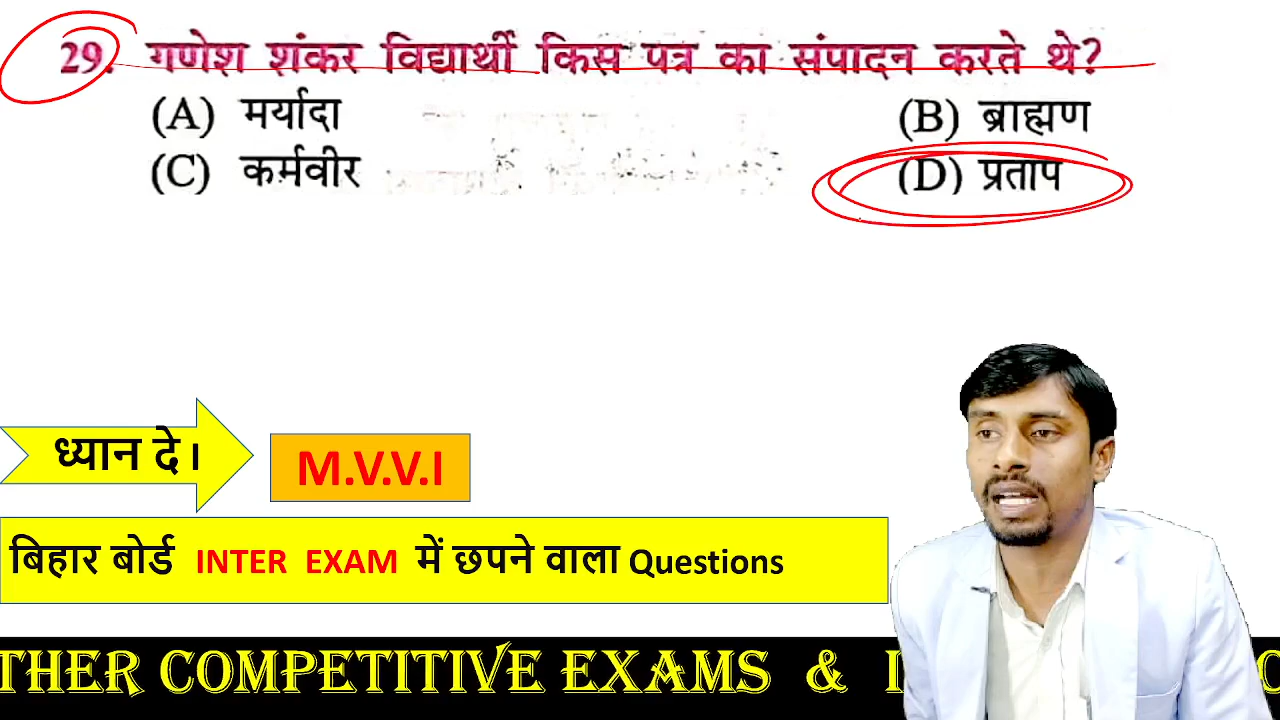 29. गणेश शंकर विद्यार्थी किस पत्र का संपादन करते थे?
(A) मर्यादा (B) ब्राह्मण
(C) कर्मवीर (D) प्रताप
ध्यान दे।
M.V.V.I
बिहार बोर्ड INTER EXAM में छपने वाला Questions
THER COMPETITIVE EXAMS &